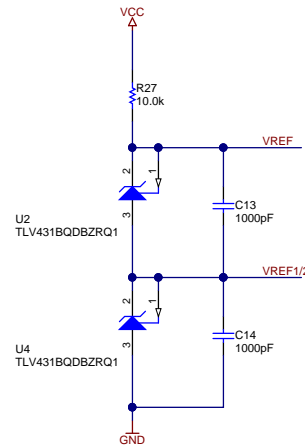 VCC
R27
10.0k
VREF
2
1
C13
1000pF
3
U2
TLV431BQDBZRQ1
VREF1/2
2
1
C14
1000pF
3
U4
TLV431BQDBZRQ1
GND